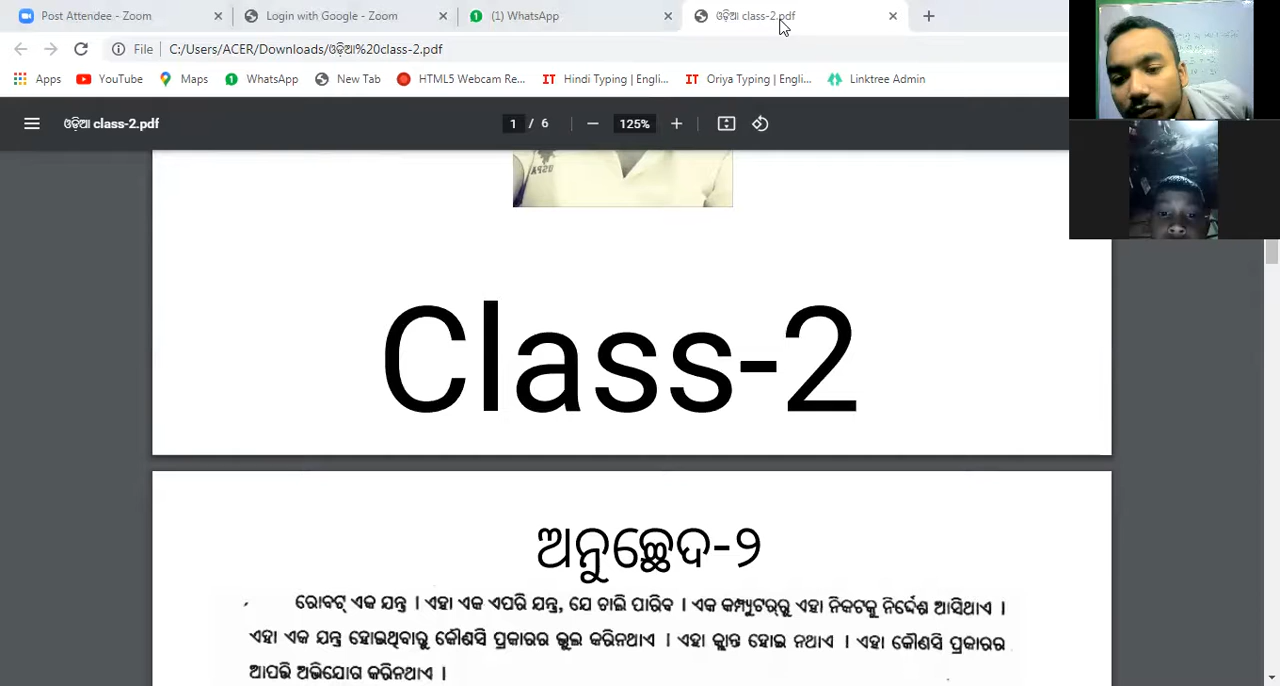 Post Attendee - Zoom
Login with Google - Zoom
(1) WhatsApp
ଓଡ଼ିଆ class-2.pdf
File
C:/Users/ACER/Downloads/ଓଡ଼ିଆ%20class-2.pdf
Apps YouTube Maps WhatsApp New Tab HTML5 Webcam Re... Hindi Typing | Engli... Oriya Typing | Engli... Linktree Admin
ଓଡ଼ିଆ class-2.pdf 1 / 6 125%
USPA
Class-2
ଅନୁଚ୍ଛେଦ-୨
ରୋବଟ୍ ଏକ ଯନ୍ତ୍ର । ଏହା ଏକ ଏପରି ଯନ୍ତ୍ର, ଯେ ଚାଲି ପାରିବ । ଏକ କମ୍ପ୍ୟୁଟର୍‌ରୁ ଏହା ନିକଟକୁ ନିର୍ଦ୍ଦେଶ ଆସିଥାଏ ।
ଏହା ଏକ ଯନ୍ତ୍ର ହୋଇଥିବାରୁ କୌଣସି ପ୍ରକାରର ଭୁଲ କରିନଥାଏ । ଏହା କ୍ଲାନ୍ତ ହୋଇ ନଥାଏ । ଏହା କୌଣସି ପ୍ରକାରର
ଆପତ୍ତି ଅଭିଯୋଗ କରିନଥାଏ ।